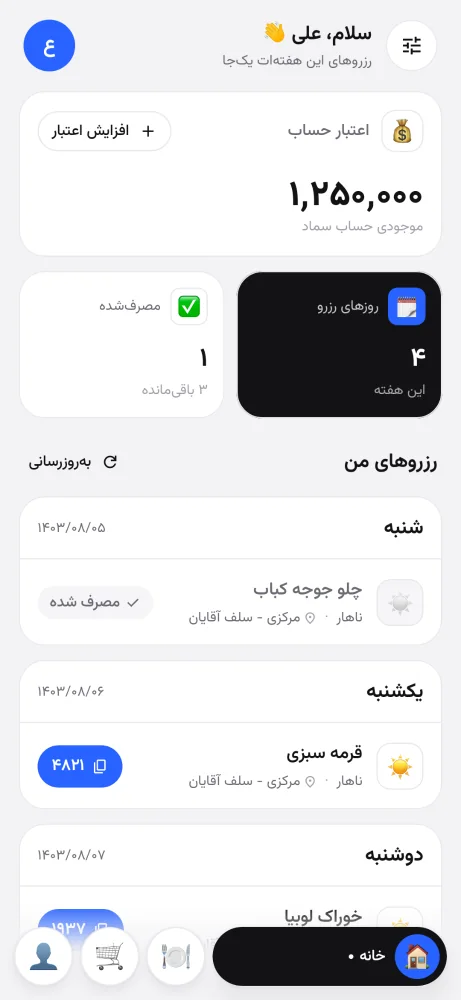 سلام، علی 👋
ع
رزروهای این هفته‌ات یک‌جا
اعتبار حساب
افزایش اعتبار +
۱,۲۵۰,۰۰۰
موجودی حساب سماد
روزهای رزرو
۴
این هفته
مصرف‌شده
۱
۳ باقی‌مانده
رزروهای من
به‌روزرسانی
شنبه
۱۴۰۳/۰۸/۰۵
چلو جوجه کباب
ناهار · مرکزی - سلف آقایان
مصرف شده
یکشنبه
۱۴۰۳/۰۸/۰۶
قرمه سبزی
ناهار · مرکزی - سلف آقایان
۴۸۲۱
دوشنبه
۱۴۰۳/۰۸/۰۷
خوراک لوبیا
۱۹۳۷
خانه •